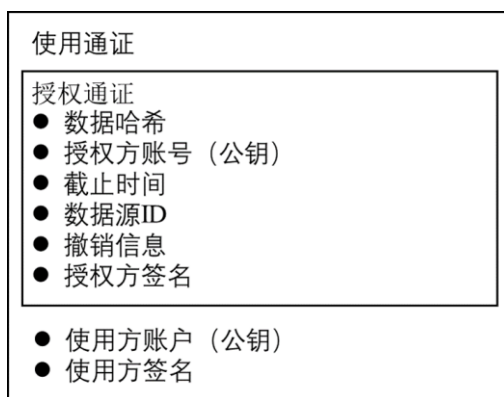 使用通证
授权通证
● 数据哈希
● 授权方账号（公钥）
● 截止时间
● 数据源ID
● 撤销信息
● 授权方签名
● 使用方账户（公钥）
● 使用方签名